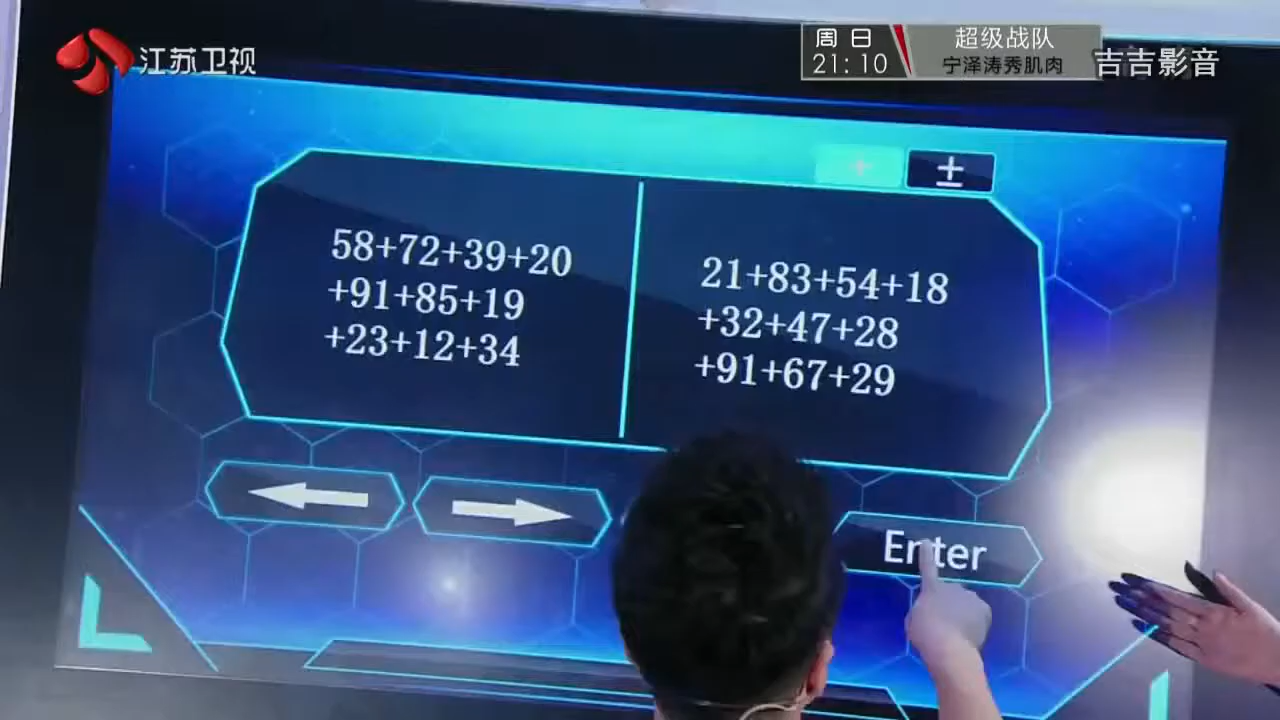 江苏卫视
周日
21:10
超级战队
宁泽涛秀肌肉
吉吉影音
+
±
58+72+39+20
+91+85+19
+23+12+34
21+83+54+18
+32+47+28
+91+67+29
Enter